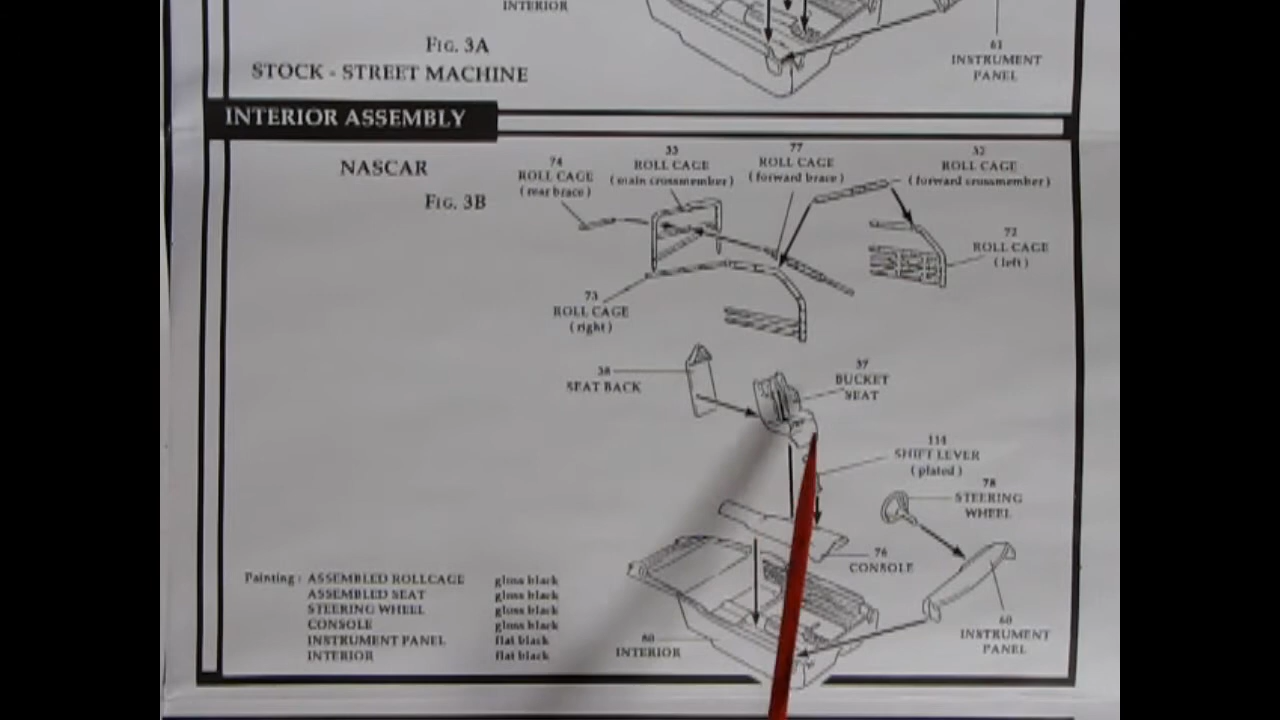 INTERIOR
FIG. 3A
STOCK - STREET MACHINE
61
INSTRUMENT
PANEL
INTERIOR ASSEMBLY
NASCAR
FIG. 3B
74
ROLL CAGE
(rear brace)
33
ROLL CAGE
(main crossmember)
77
ROLL CAGE
(forward brace)
32
ROLL CAGE
(forward crossmember)
72
ROLL CAGE
(left)
73
ROLL CAGE
(right)
38
SEAT BACK
37
BUCKET
SEAT
114
SHIFT LEVER
(plated)
78
STEERING
WHEEL
76
CONSOLE
60
INSTRUMENT
PANEL
80
INTERIOR
Painting : ASSEMBLED ROLLCAGE gloss black
ASSEMBLED SEAT gloss black
STEERING WHEEL gloss black
CONSOLE gloss black
INSTRUMENT PANEL flat black
INTERIOR flat black